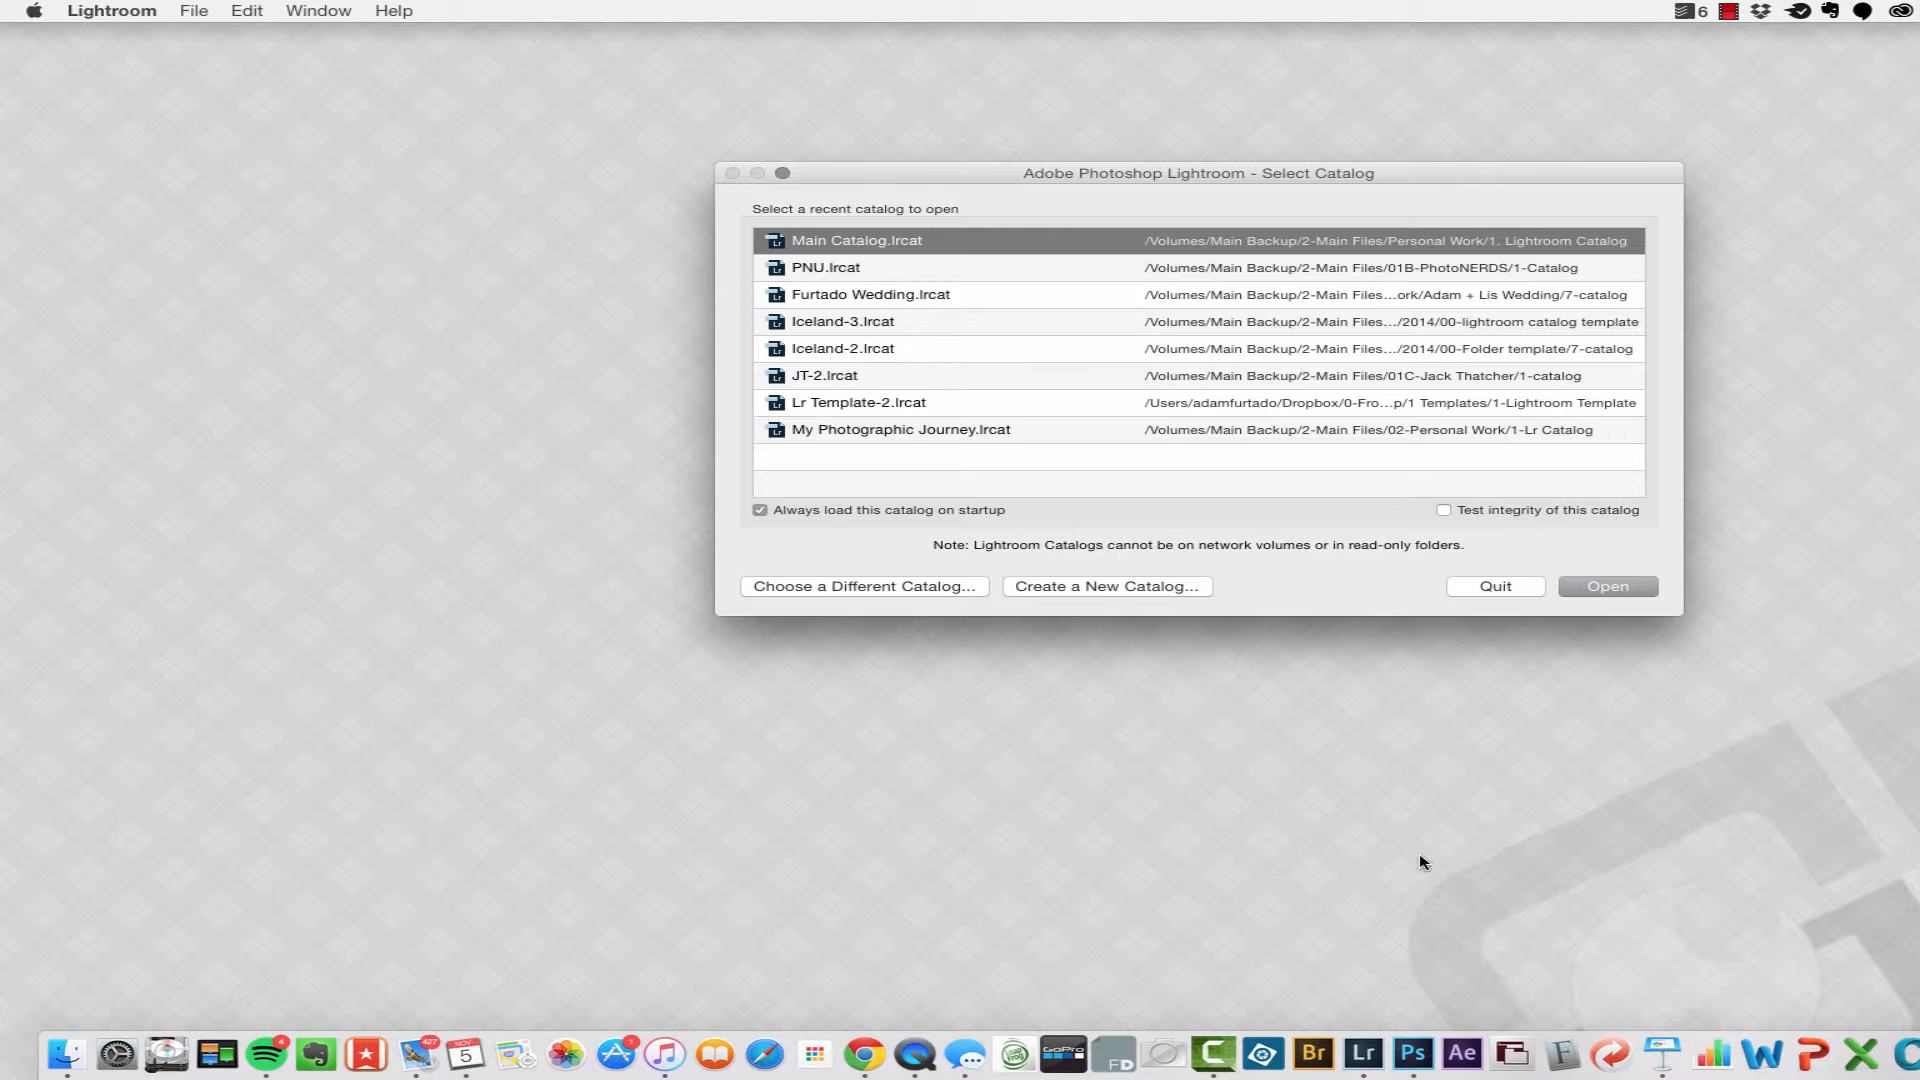 Lightroom File Edit Window Help 6
Adobe Photoshop Lightroom - Select Catalog
Select a recent catalog to open
Main Catalog.lrcat /Volumes/Main Backup/2-Main Files/Personal Work/1. Lightroom Catalog
PNU.lrcat /Volumes/Main Backup/2-Main Files/01B-PhotoNERDS/1-Catalog
Furtado Wedding.lrcat /Volumes/Main Backup/2-Main Files...ork/Adam + Lis Wedding/7-catalog
Iceland-3.lrcat /Volumes/Main Backup/2-Main Files.../2014/00-lightroom catalog template
Iceland-2.lrcat /Volumes/Main Backup/2-Main Files.../2014/00-Folder template/7-catalog
JT-2.lrcat /Volumes/Main Backup/2-Main Files/01C-Jack Thatcher/1-catalog
Lr Template-2.lrcat /Users/adamfurtado/Dropbox/0-Fro...p/1 Templates/1-Lightroom Template
My Photographic Journey.lrcat /Volumes/Main Backup/2-Main Files/02-Personal Work/1-Lr Catalog
Always load this catalog on startup Test integrity of this catalog
Note: Lightroom Catalogs cannot be on network volumes or in read-only folders.
Choose a Different Catalog... Create a New Catalog... Quit Open
4 427 NOV 5 1 GoPro FD Br Lr Ps Ae